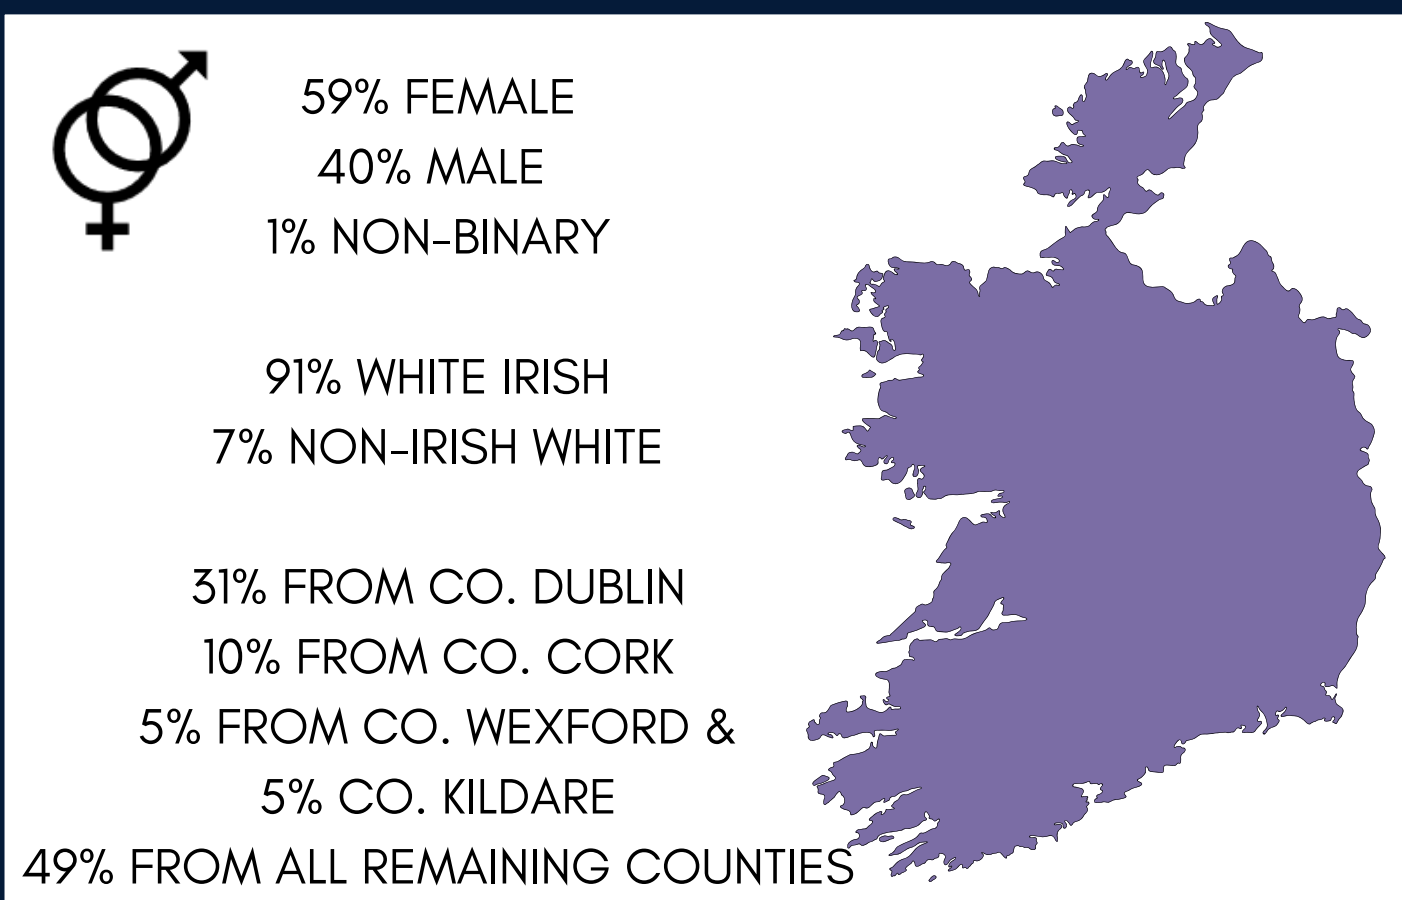 59% FEMALE
40% MALE
1% NON-BINARY
91% WHITE IRISH
7% NON-IRISH WHITE
31% FROM CO. DUBLIN
10% FROM CO. CORK
5% FROM CO. WEXFORD &
5% CO. KILDARE
49% FROM ALL REMAINING COUNTIES